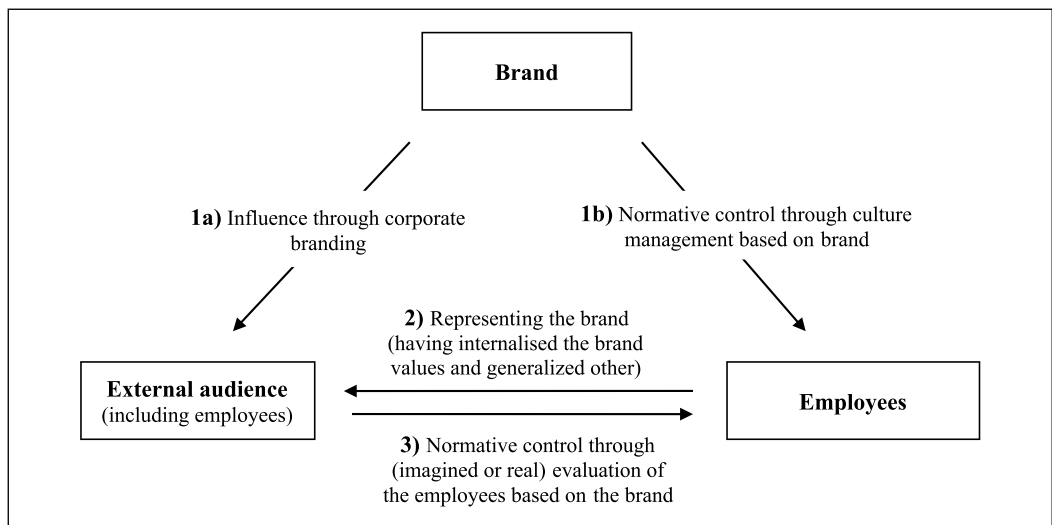 Brand
1a) Influence through corporate
branding
1b) Normative control through culture
management based on brand
2) Representing the brand
(having internalised the brand
values and generalized other)
External audience
(including employees)
Employees
3) Normative control through
(imagined or real) evaluation of
the employees based on the brand